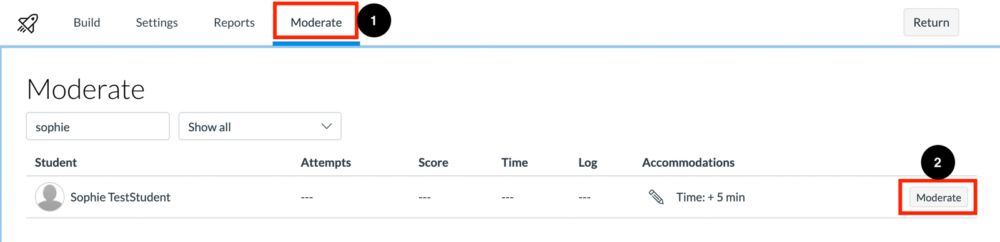 Build Settings Reports Moderate 1 Return
Moderate
sophie Show all
Student Attempts Score Time Log Accommodations 2
Sophie TestStudent --- --- --- --- Time: + 5 min Moderate